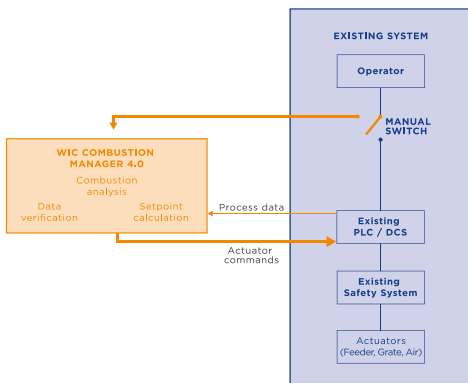 EXISTING SYSTEM
Operator
MANUAL
SWITCH
WIC COMBUSTION
MANAGER 4.0
Combustion
analysis
Data
verification
Setpoint
calculation
Process data
Actuator
commands
Existing
PLC / DCS
Existing
Safety System
Actuators
(Feeder, Grate, Air)